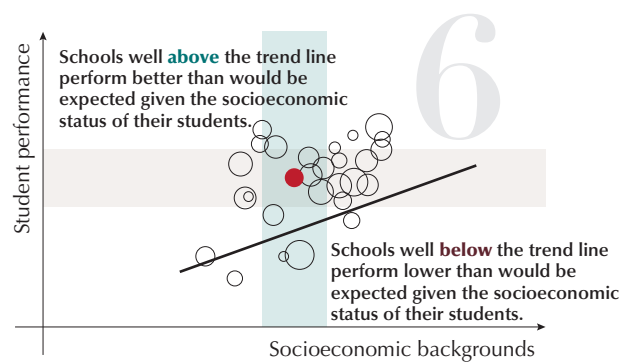 6
Student performance
Schools well above the trend line
perform better than would be
expected given the socioeconomic
status of their students.
Schools well below the trend line
perform lower than would be
expected given the socioeconomic
status of their students.
Socioeconomic backgrounds